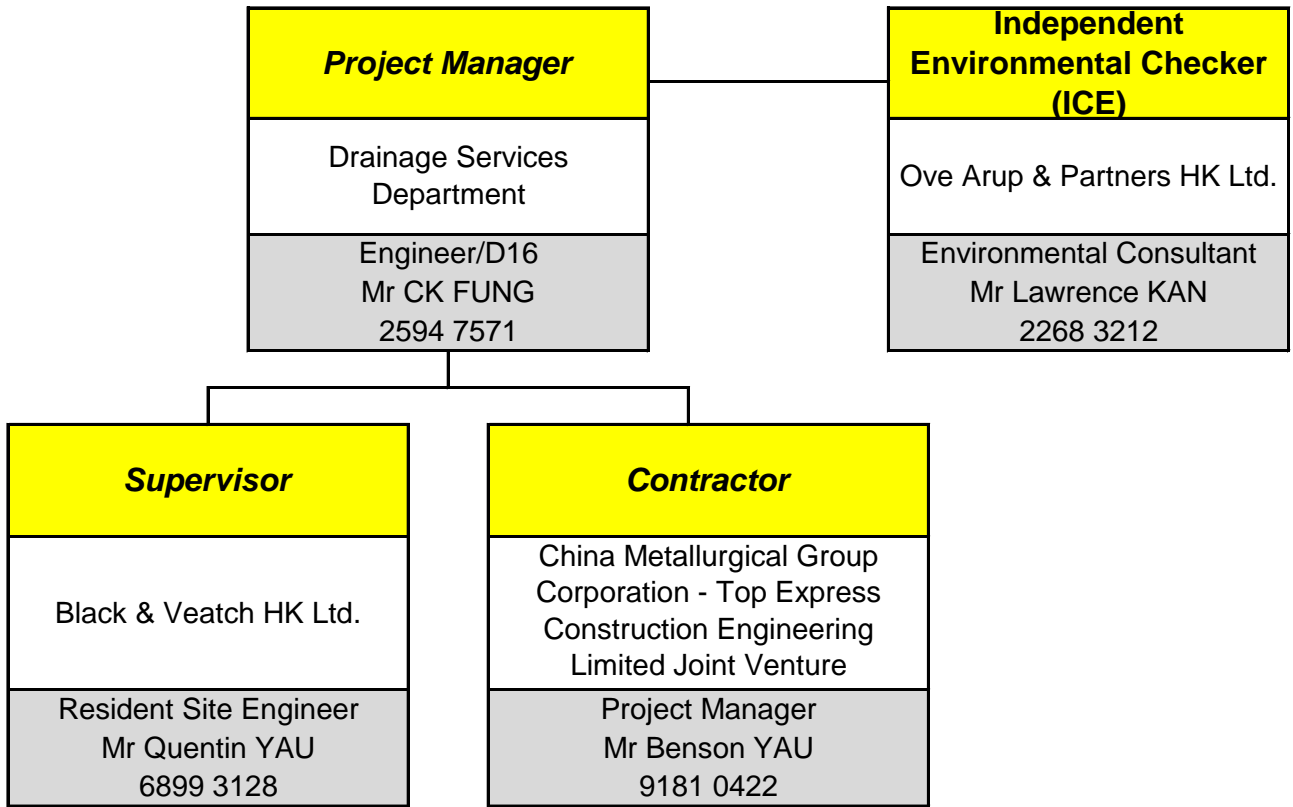 Project Manager
Drainage Services
Department
Engineer/D16
Mr CK FUNG
2594 7571
Independent
Environmental Checker
(ICE)
Ove Arup & Partners HK Ltd.
Environmental Consultant
Mr Lawrence KAN
2268 3212
Supervisor
Black & Veatch HK Ltd.
Resident Site Engineer
Mr Quentin YAU
6899 3128
Contractor
China Metallurgical Group
Corporation - Top Express
Construction Engineering
Limited Joint Venture
Project Manager
Mr Benson YAU
9181 0422